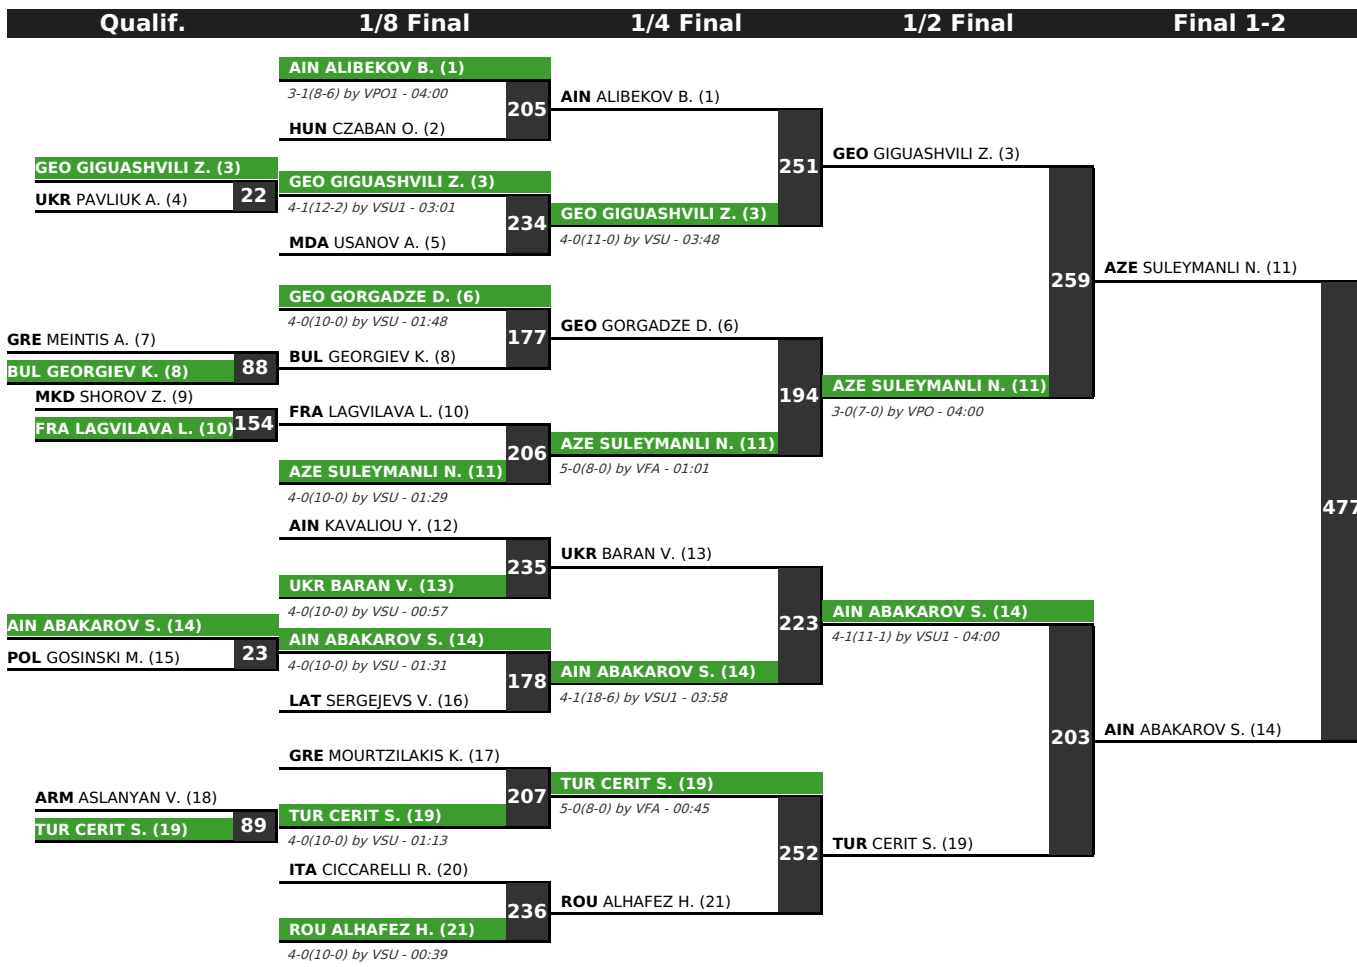 Qualif.
1/8 Final
1/4 Final
1/2 Final
Final 1-2
GEO GIGUASHVILI Z. (3)
UKR PAVLIUK A. (4)
22
GRE MEINTIS A. (7)
BUL GEORGIEV K. (8)
88
MKD SHOROV Z. (9)
FRA LAGVILAVA L. (10)
154
AIN ABAKAROV S. (14)
POL GOSINSKI M. (15)
23
ARM ASLANYAN V. (18)
TUR CERIT S. (19)
89
AIN ALIBEKOV B. (1)
3-1(8-6) by VPO1 - 04:00
205
HUN CZABAN O. (2)
GEO GIGUASHVILI Z. (3)
4-1(12-2) by VSU1 - 03:01
234
MDA USANOV A. (5)
GEO GORGADZE D. (6)
4-0(10-0) by VSU - 01:48
177
BUL GEORGIEV K. (8)
FRA LAGVILAVA L. (10)
206
AZE SULEYMANLI N. (11)
4-0(10-0) by VSU - 01:29
AIN KAVALIOU Y. (12)
235
UKR BARAN V. (13)
4-0(10-0) by VSU - 00:57
AIN ABAKAROV S. (14)
4-0(10-0) by VSU - 01:31
178
LAT SERGEJEVS V. (16)
GRE MOURTZILAKIS K. (17)
207
TUR CERIT S. (19)
4-0(10-0) by VSU - 01:13
ITA CICCARELLI R. (20)
236
ROU ALHAFEZ H. (21)
4-0(10-0) by VSU - 00:39
AIN ALIBEKOV B. (1)
251
GEO GIGUASHVILI Z. (3)
4-0(11-0) by VSU - 03:48
GEO GORGADZE D. (6)
194
AZE SULEYMANLI N. (11)
5-0(8-0) by VFA - 01:01
UKR BARAN V. (13)
223
AIN ABAKAROV S. (14)
4-1(18-6) by VSU1 - 03:58
TUR CERIT S. (19)
5-0(8-0) by VFA - 00:45
252
ROU ALHAFEZ H. (21)
GEO GIGUASHVILI Z. (3)
259
AZE SULEYMANLI N. (11)
3-0(7-0) by VPO - 04:00
AIN ABAKAROV S. (14)
4-1(11-1) by VSU1 - 04:00
203
TUR CERIT S. (19)
AZE SULEYMANLI N. (11)
477
AIN ABAKAROV S. (14)